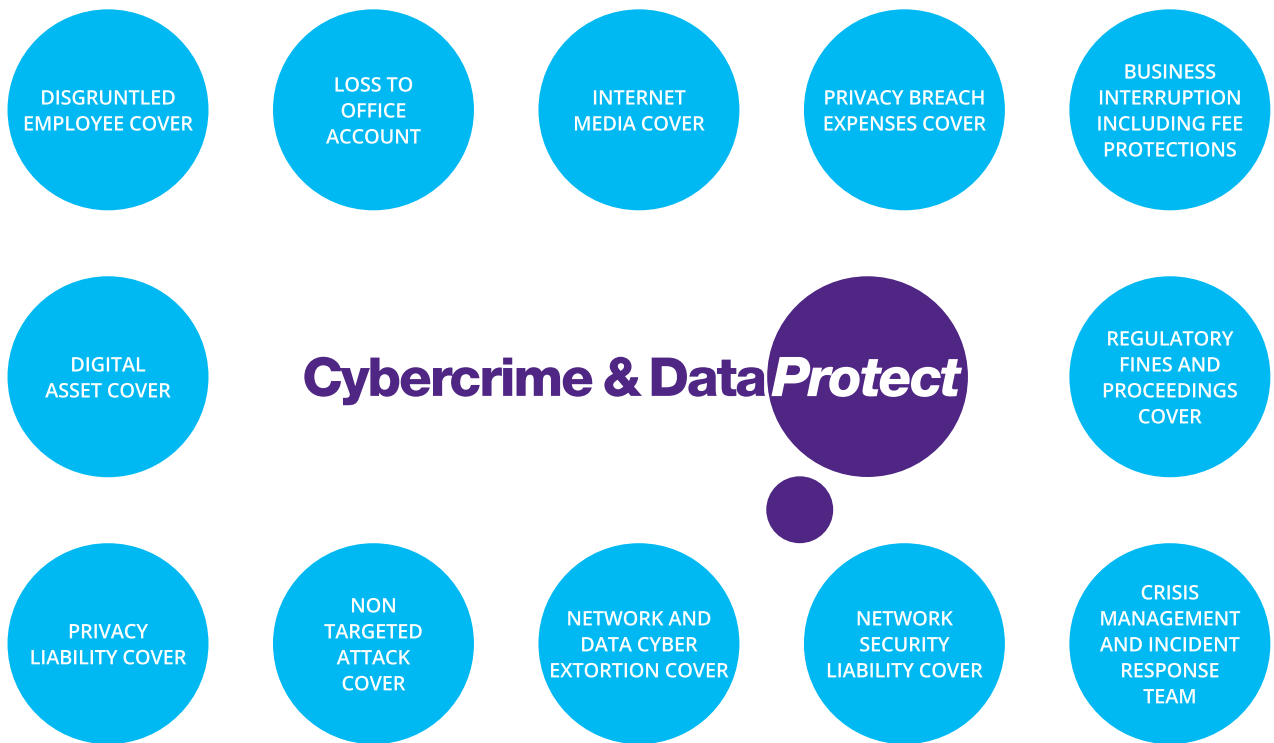 DISGRUNTLED
EMPLOYEE COVER
LOSS TO
OFFICE
ACCOUNT
INTERNET
MEDIA COVER
PRIVACY BREACH
EXPENSES COVER
BUSINESS
INTERRUPTION
INCLUDING FEE
PROTECTIONS
DIGITAL
ASSET COVER
Cybercrime & Data Protect
REGULATORY
FINES AND
PROCEEDINGS
COVER
PRIVACY
LIABILITY COVER
NON
TARGETED
ATTACK
COVER
NETWORK AND
DATA CYBER
EXTORTION COVER
NETWORK
SECURITY
LIABILITY COVER
CRISIS
MANAGEMENT
AND INCIDENT
RESPONSE
TEAM